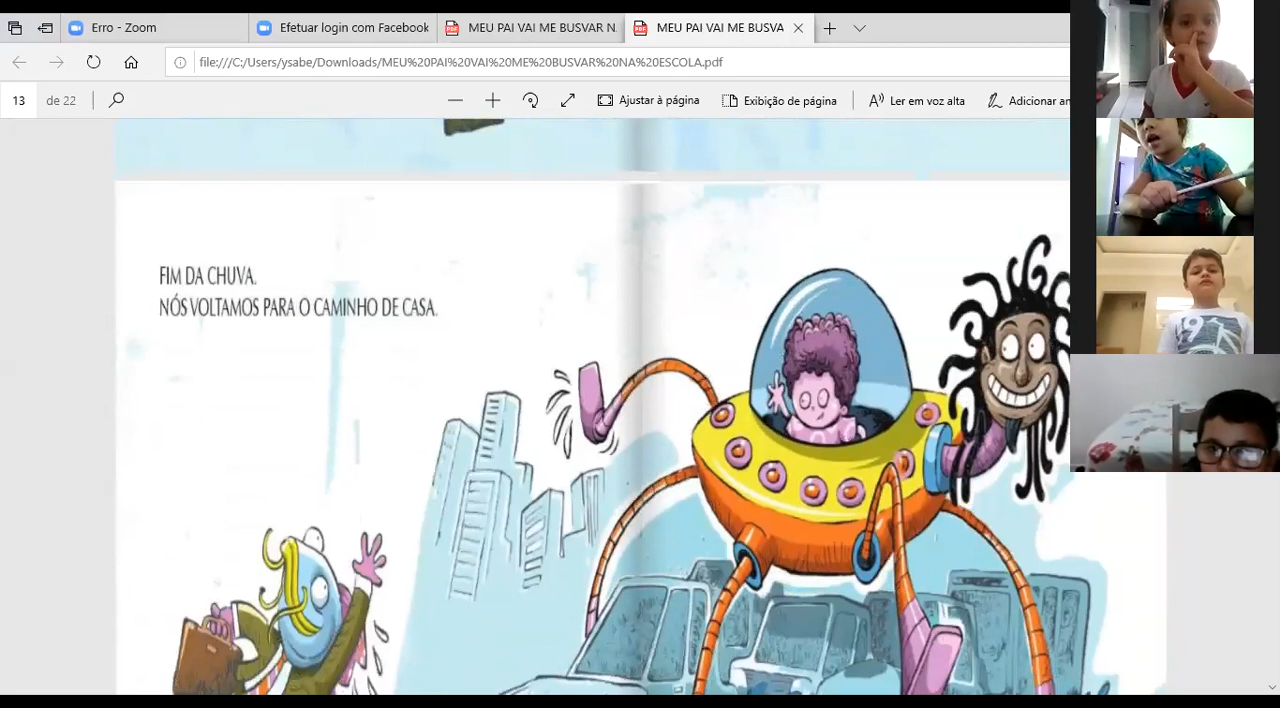 Erro - Zoom
Efetuar login com Facebook
MEU PAI VAI ME BUSVAR N
MEU PAI VAI ME BUSVA
file:///C:/Users/ysabe/Downloads/MEU%20PAI%20VAI%20ME%20BUSVAR%20NA%20ESCOLA.pdf
13 de 22
Ajustar à página
Exibição de página
Ler em voz alta
Adicionar an
FIM DA CHUVA.
NÓS VOLTAMOS PARA O CAMINHO DE CASA.